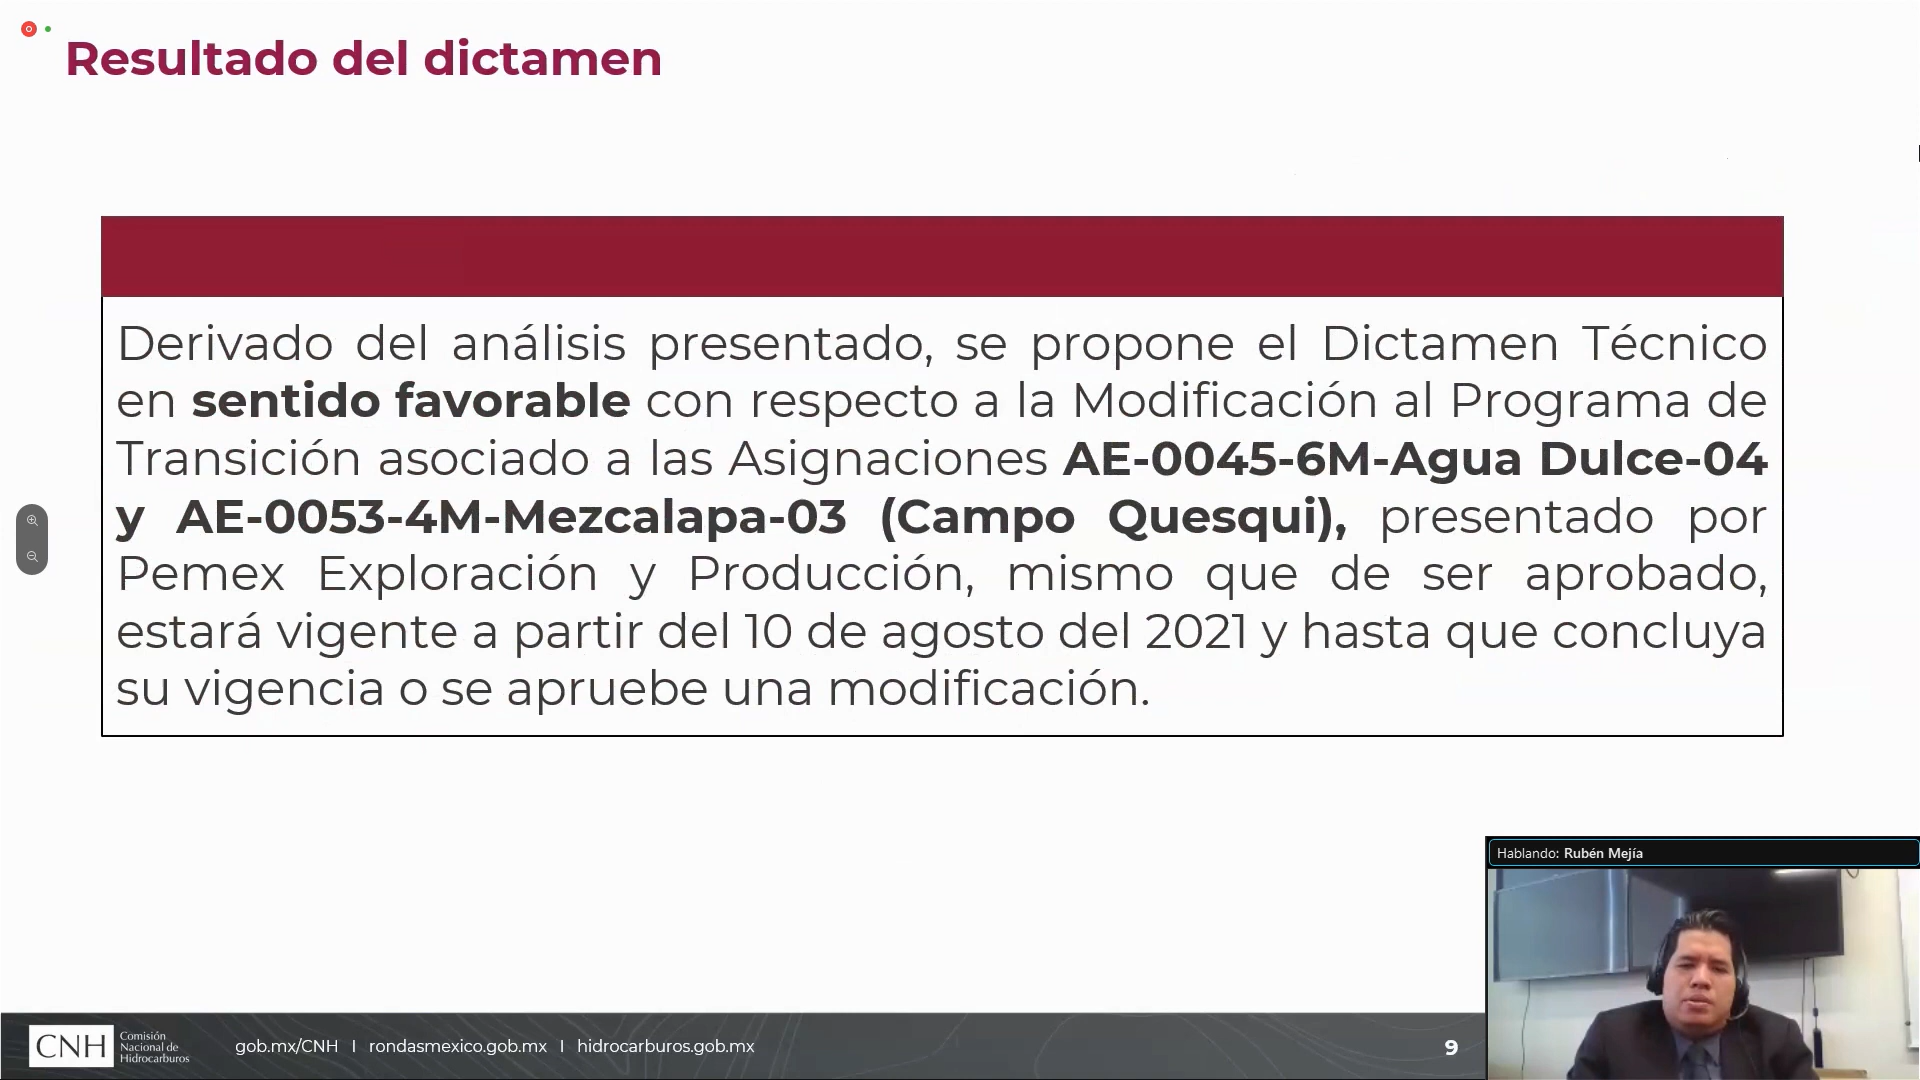 Resultado del dictamen
Derivado del análisis presentado, se propone el Dictamen Técnico
en sentido favorable con respecto a la Modificación al Programa de
Transición asociado a las Asignaciones AE-0045-6M-Agua Dulce-04
y AE-0053-4M-Mezcalapa-03 (Campo Quesqui), presentado por
Pemex Exploración y Producción, mismo que de ser aprobado,
estará vigente a partir del 10 de agosto del 2021 y hasta que concluya
su vigencia o se apruebe una modificación.
Hablando: Rubén Mejía
CNH
Comisión
Nacional de
Hidrocarburos
gob.mx/CNH I rondasmexico.gob.mx I hidrocarburos.gob.mx
9